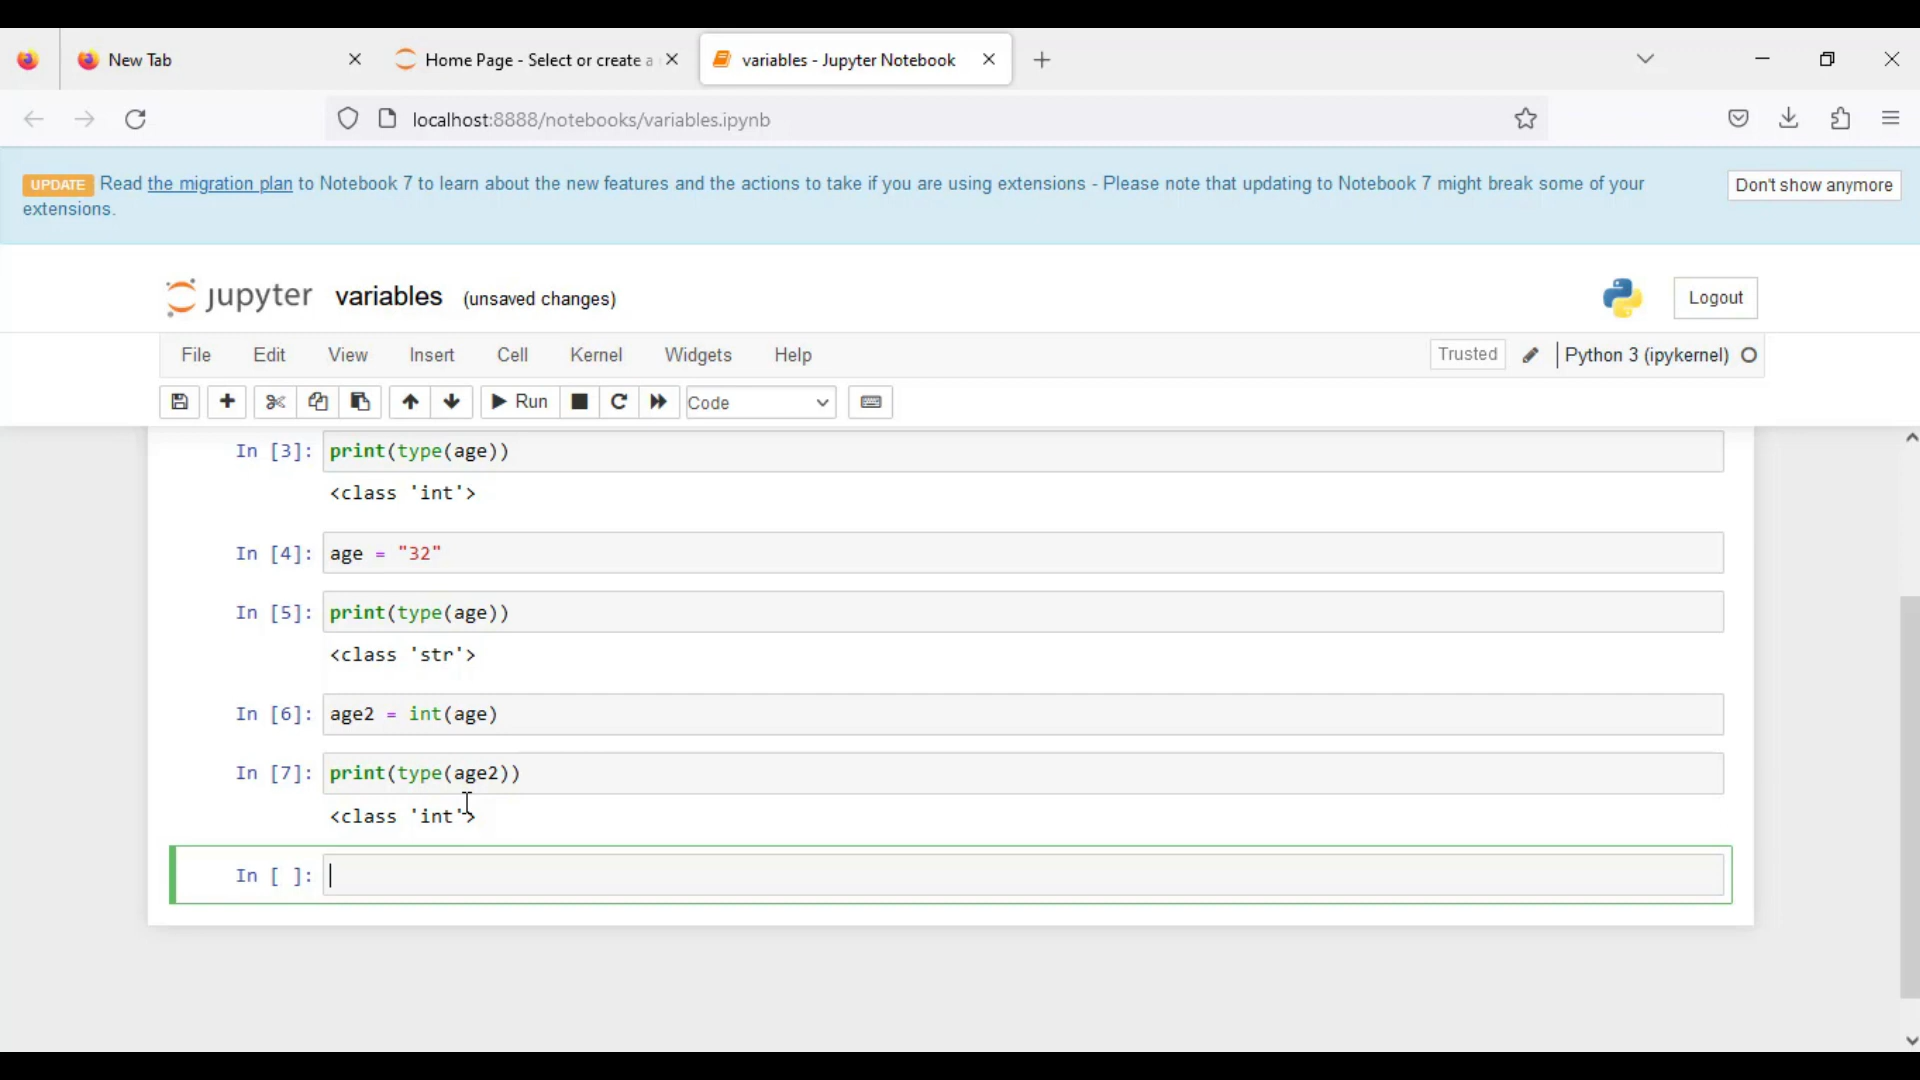 New Tab
Home Page - Select or create a
variables - Jupyter Notebook
localhost:8888/notebooks/variables.ipynb
UPDATE Read the migration plan to Notebook 7 to learn about the new features and the actions to take if you are using extensions - Please note that updating to Notebook 7 might break some of your
extensions.
Don't show anymore
jupyter variables (unsaved changes)
Logout
File Edit View Insert Cell Kernel Widgets Help
Trusted
Python 3 (ipykernel)
Run
Code
In [3]: print(type(age))
<class 'int'>
In [4]: age = "32"
In [5]: print(type(age))
<class 'str'>
In [6]: age2 = int(age)
In [7]: print(type(age2))
<class 'int'>
In [ ]: